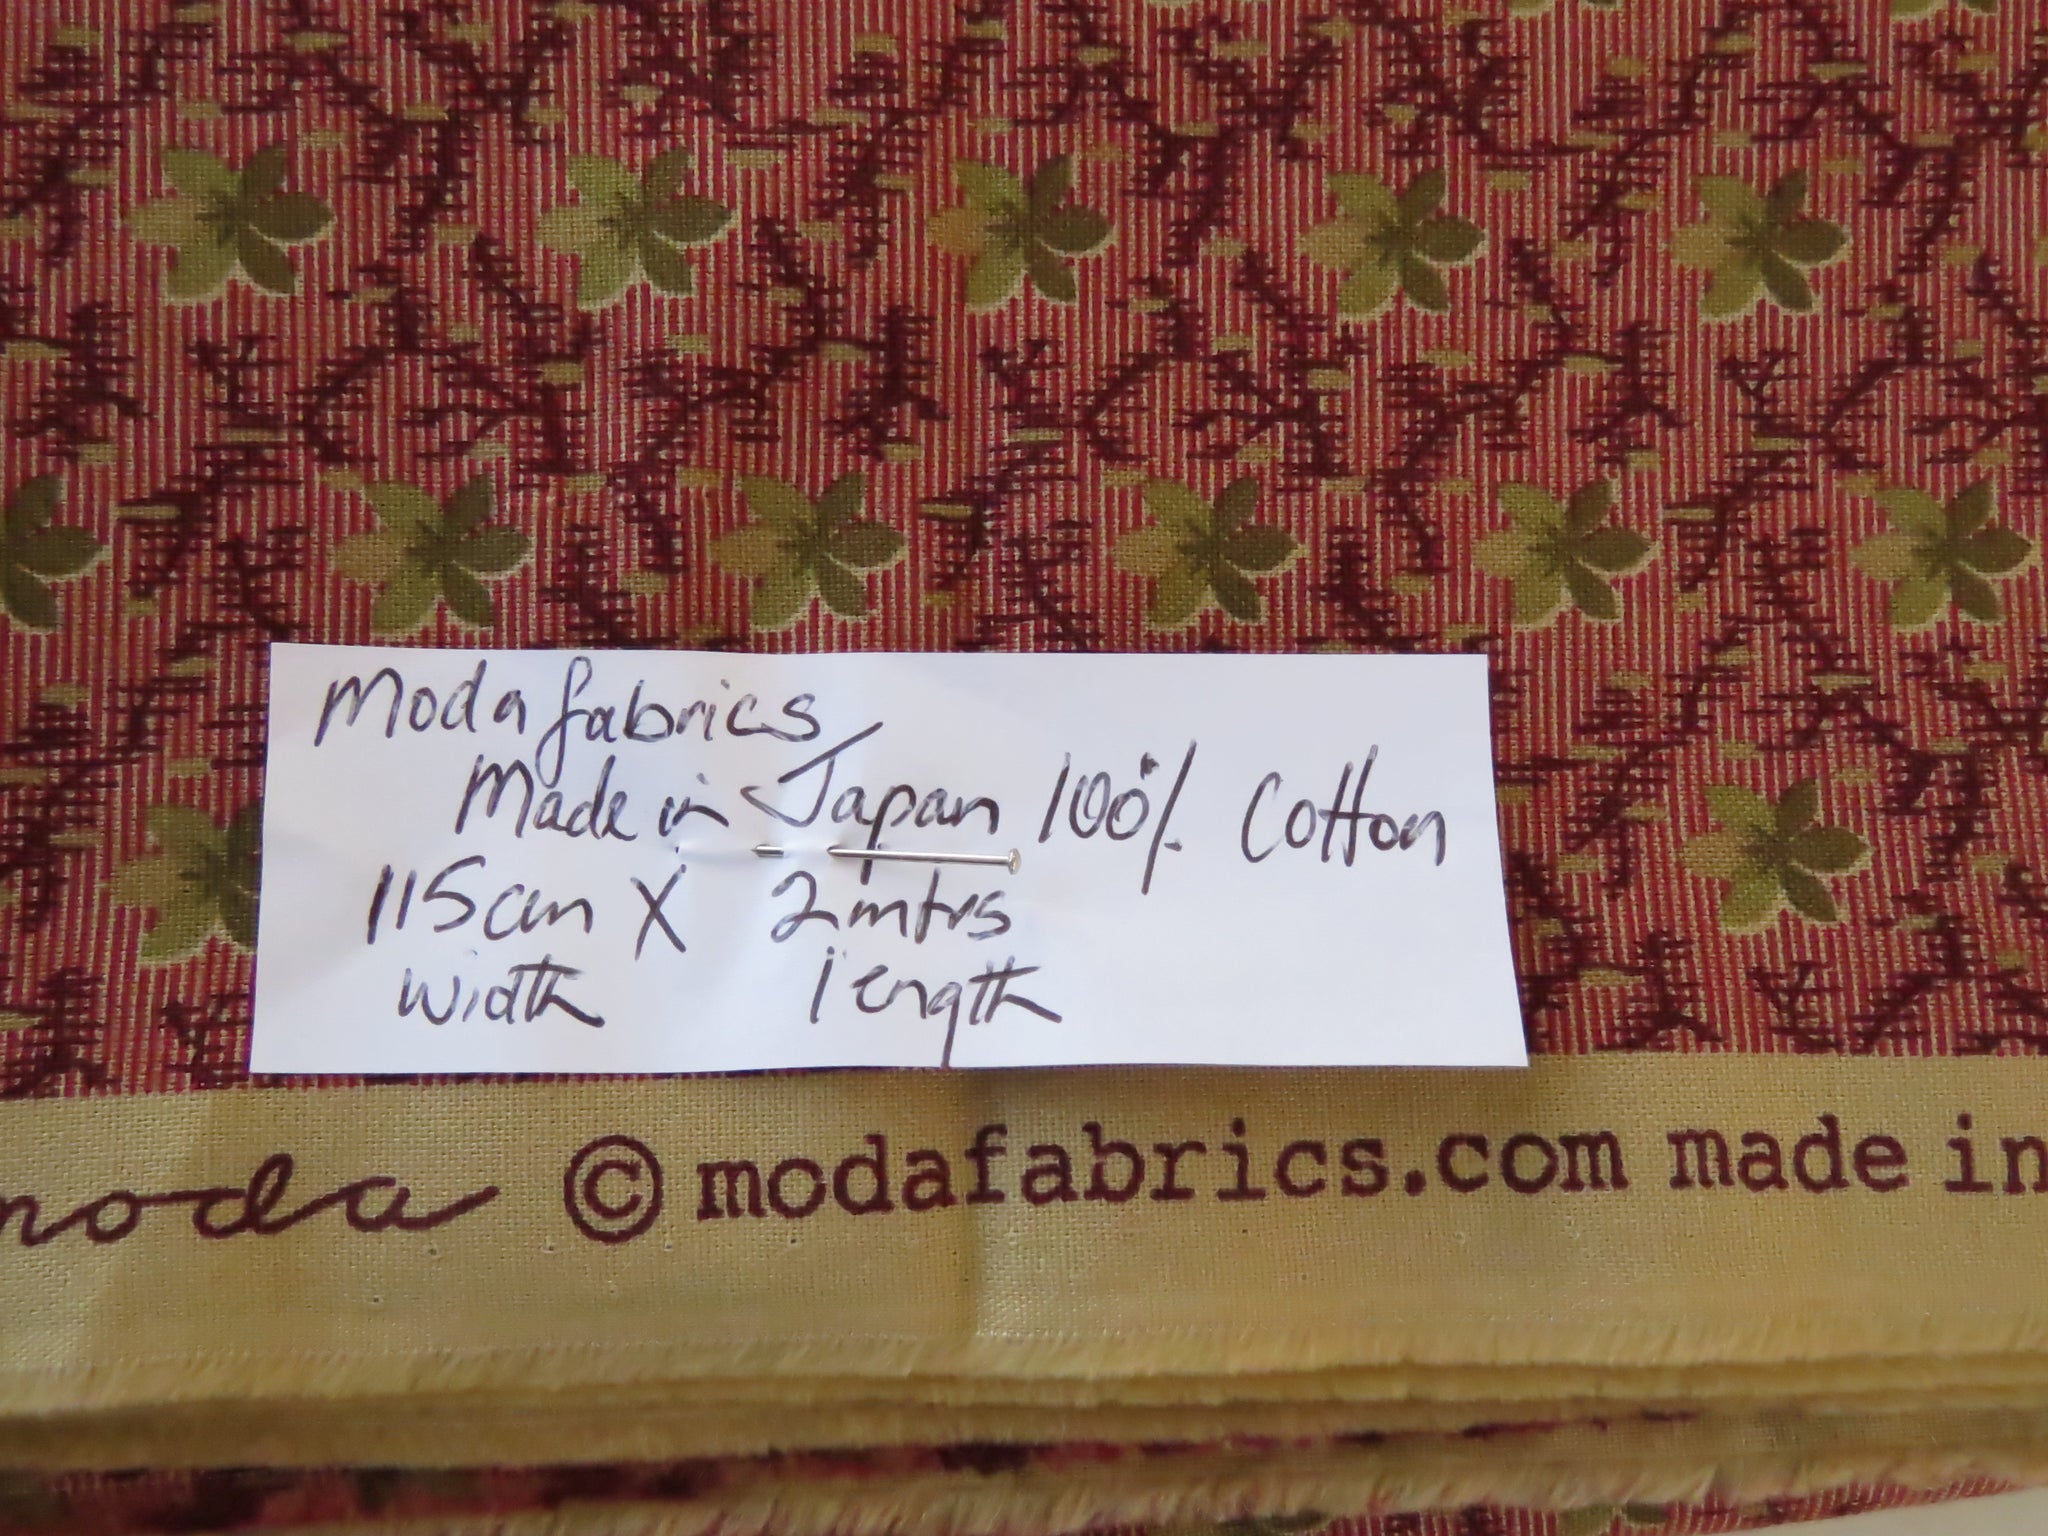 Moda fabrics
Made in Japan 100% Cotton
115cm X 2mtrs
width length
moda © modafabrics.com made in